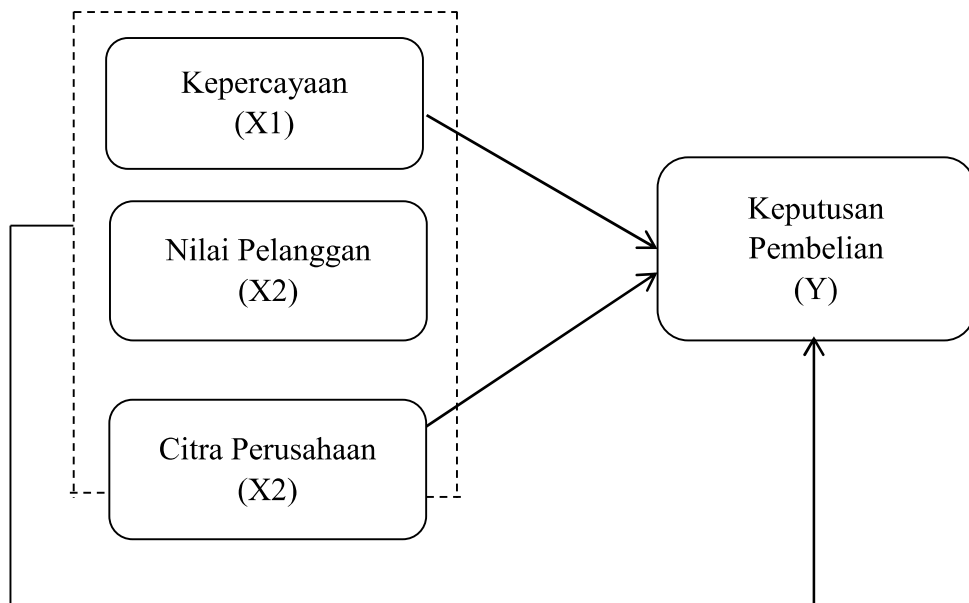 Kepercayaan
(X1)
Nilai Pelanggan
(X2)
Citra Perusahaan
(X2)
Keputusan
Pembelian
(Y)